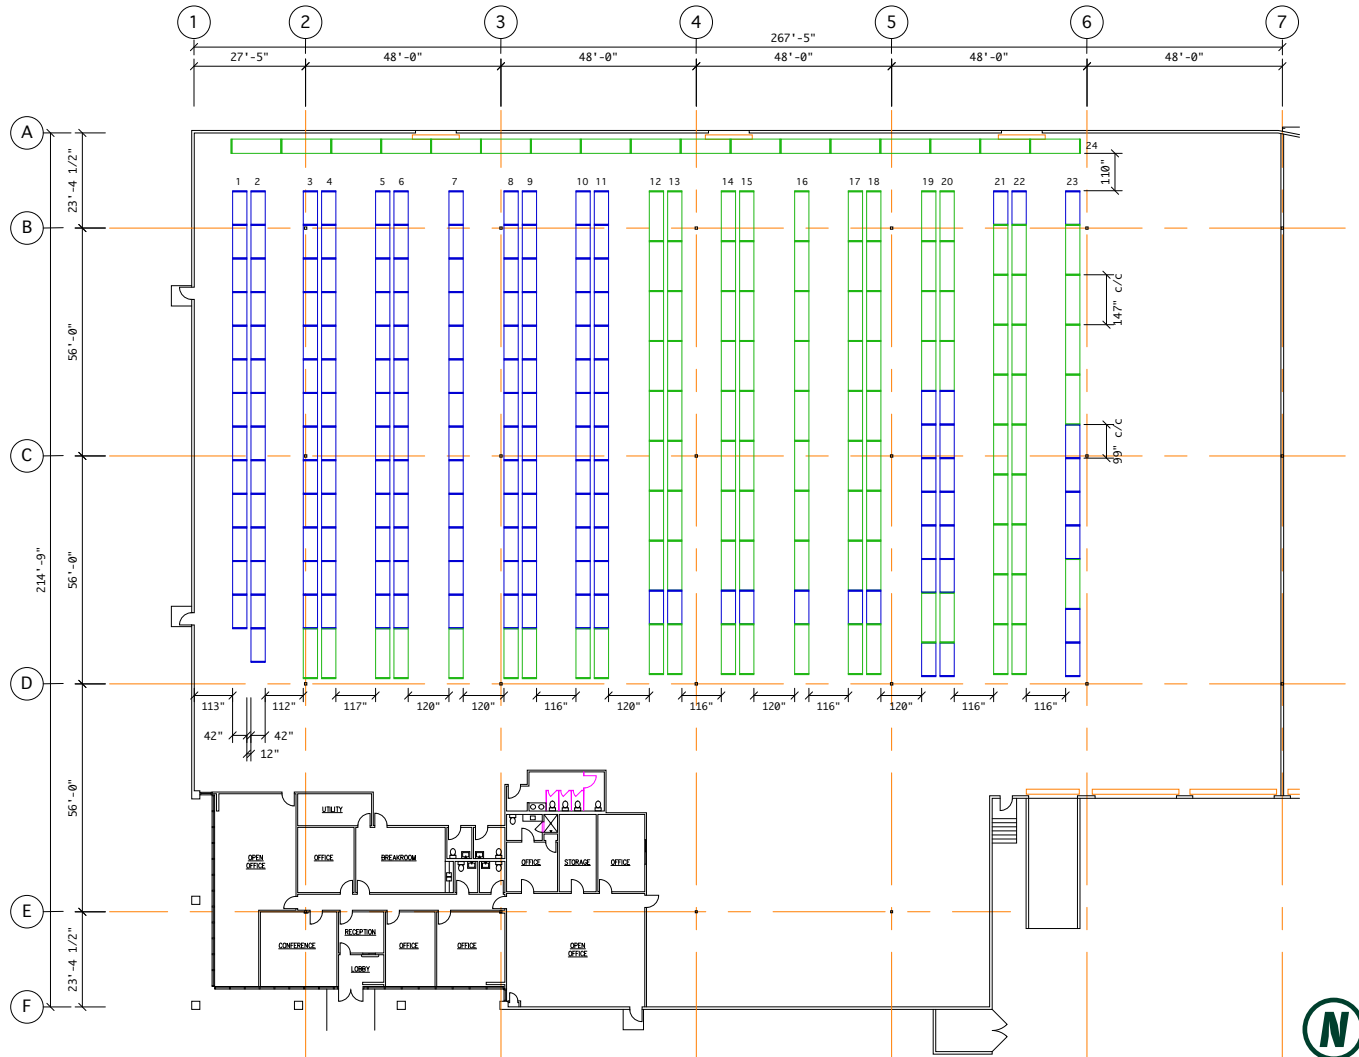 1 2 3 4 5 6 7
267'-5"
27'-5" 48'-0" 48'-0" 48'-0" 48'-0" 48'-0"
A
24
23'-4 1/2"
110"
1 2 3 4 5 6 7 8 9 10 11 12 13 14 15 16 17 18 19 20 21 22 23
B
147" c/c
56'-0"
99" c/c
C
214'-9"
56'-0"
D
113" 112" 117" 120" 120" 116" 120" 116" 120" 116" 120" 116" 116"
42" 42"
12"
56'-0"
UTILITY
OPEN
OFFICE
OFFICE
BREAKROOM
OFFICE
STORAGE
OFFICE
E
23'-4 1/2"
CONFERENCE
RECEPTION
OFFICE
OFFICE
OPEN
OFFICE
LOBBY
F
N